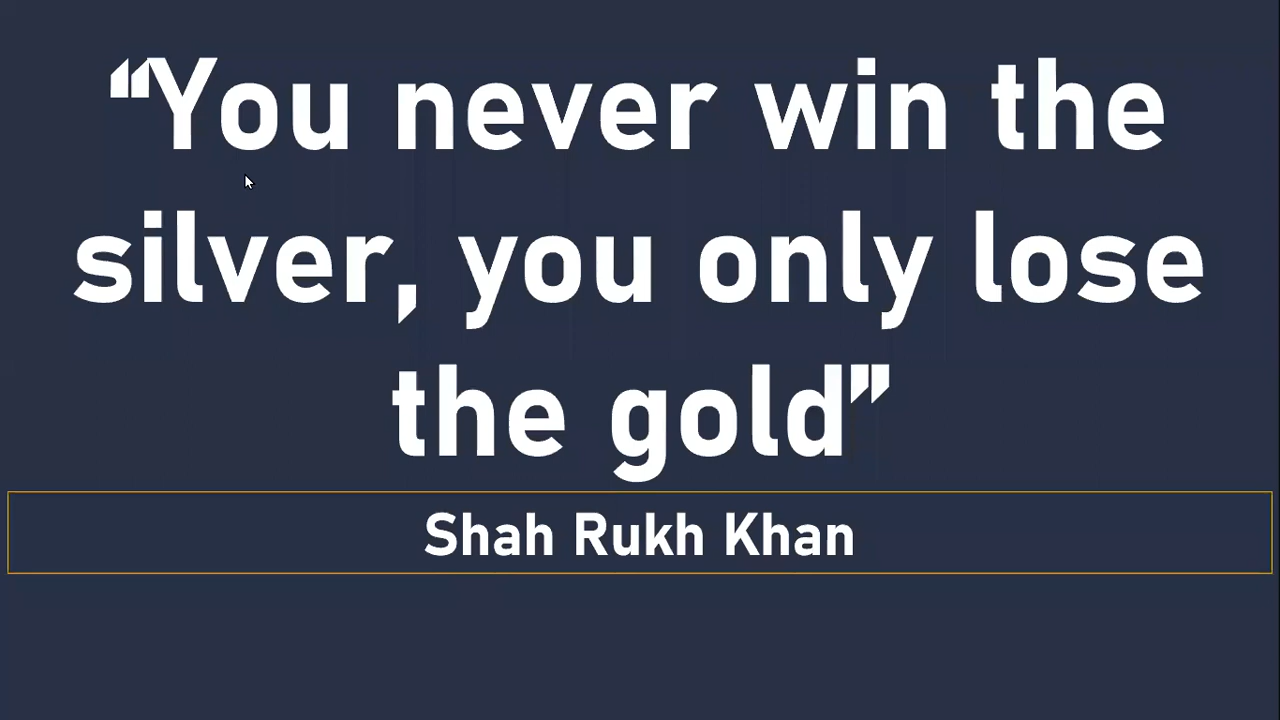 “You never win the
silver, you only lose
the gold”
Shah Rukh Khan